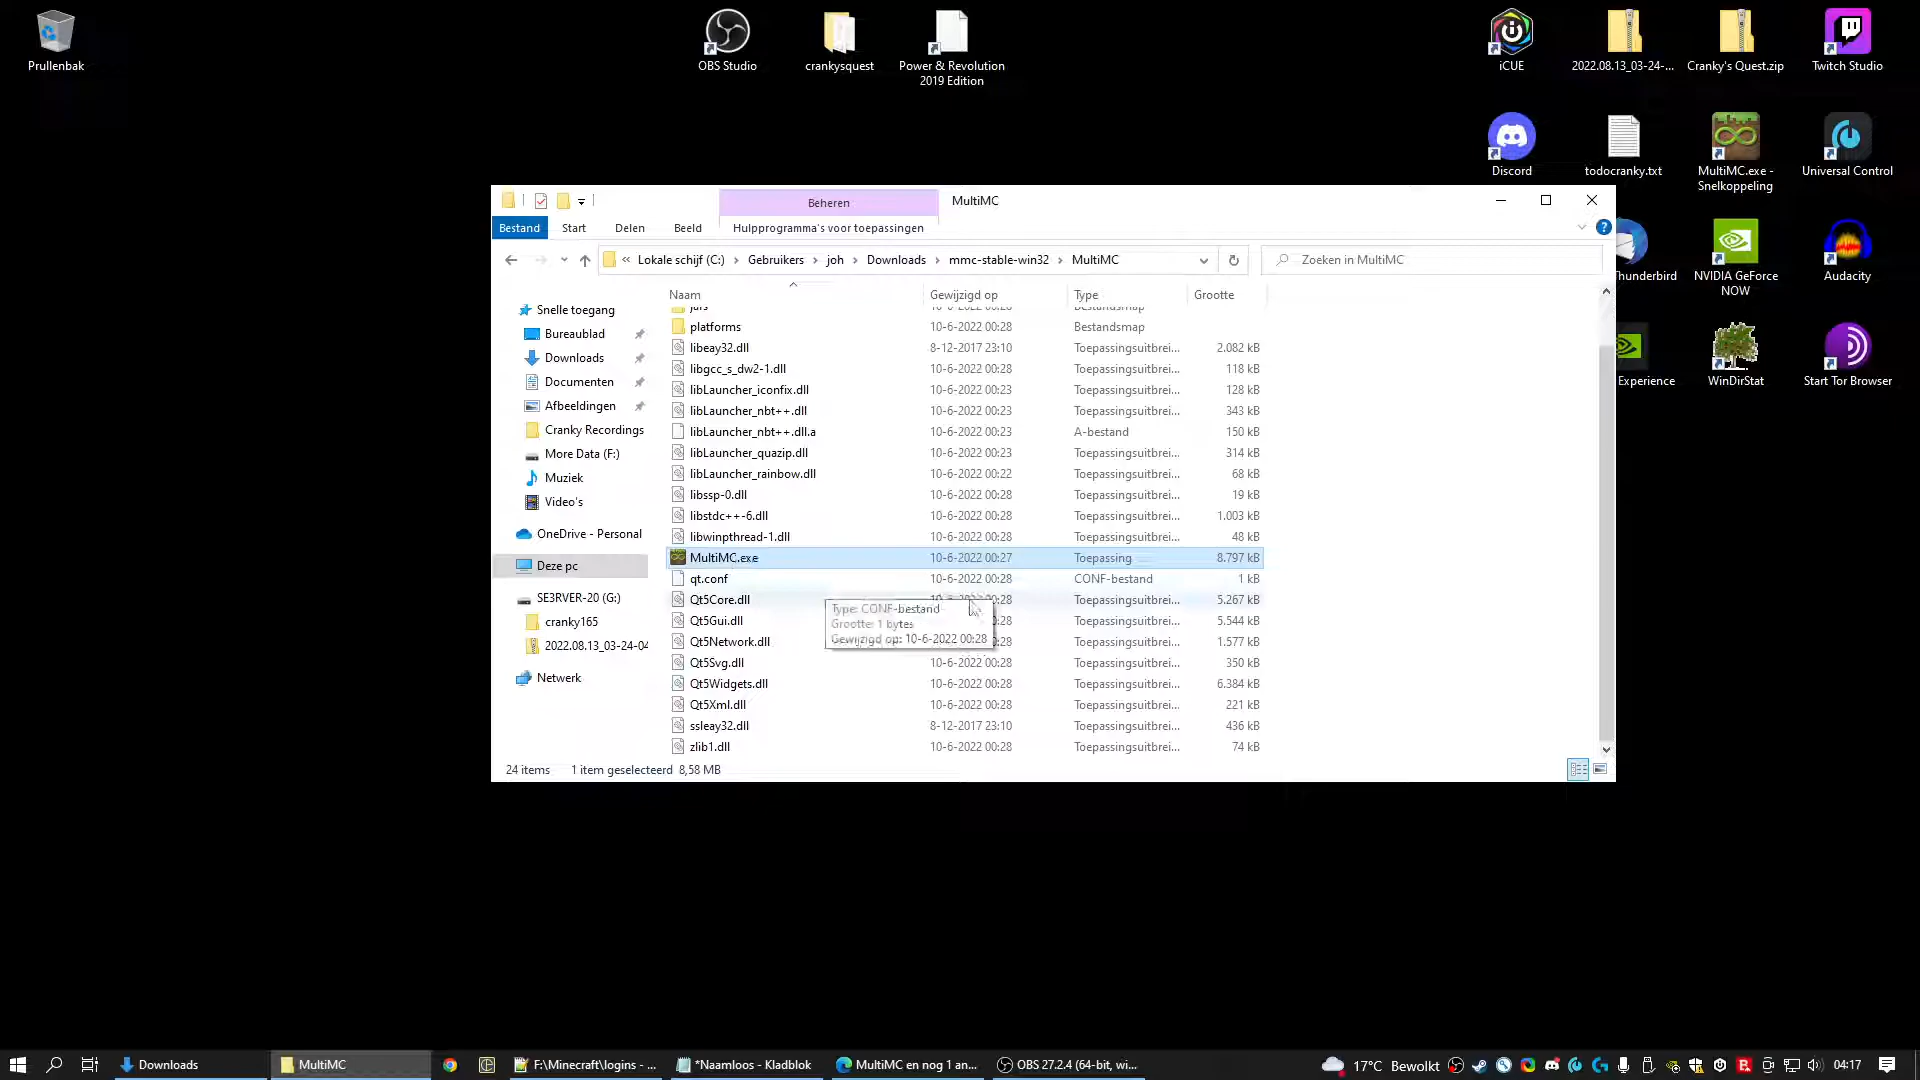 Prullenbak
OBS Studio
crankysquest
Power & Revolution
2019 Edition
iCUE
2022.08.13_03-24-...
Cranky's Quest.zip
Twitch Studio
Discord
todocranky.txt
MultiMC.exe -
Snelkoppeling
Universal Control
Thunderbird
NVIDIA GeForce
NOW
Audacity
Experience
WinDirStat
Start Tor Browser
Beheren
MultiMC
Bestand
Start
Delen
Beeld
Hulpprogramma's voor toepassingen
« Lokale schijf (C:) > Gebruikers > joh > Downloads > mmc-stable-win32 > MultiMC
Zoeken in MultiMC
Naam Gewijzigd op Type Grootte
Snelle toegang
Bureaublad
Downloads
Documenten
Afbeeldingen
Cranky Recordings
More Data (F:)
Muziek
Video's
OneDrive - Personal
Deze pc
SE3RVER-20 (G:)
cranky165
2022.08.13_03-24-04
Netwerk
platforms 10-6-2022 00:28 Bestandsmap
libeay32.dll 8-12-2017 23:10 Toepassingsuitbrei... 2.082 kB
libgcc_s_dw2-1.dll 10-6-2022 00:28 Toepassingsuitbrei... 118 kB
libLauncher_iconfix.dll 10-6-2022 00:23 Toepassingsuitbrei... 128 kB
libLauncher_nbt++.dll 10-6-2022 00:23 Toepassingsuitbrei... 343 kB
libLauncher_nbt++.dll.a 10-6-2022 00:23 A-bestand 150 kB
libLauncher_quazip.dll 10-6-2022 00:23 Toepassingsuitbrei... 314 kB
libLauncher_rainbow.dll 10-6-2022 00:22 Toepassingsuitbrei... 68 kB
libssp-0.dll 10-6-2022 00:28 Toepassingsuitbrei... 19 kB
libstdc++-6.dll 10-6-2022 00:28 Toepassingsuitbrei... 1.003 kB
libwinpthread-1.dll 10-6-2022 00:28 Toepassingsuitbrei... 48 kB
MultiMC.exe 10-6-2022 00:27 Toepassing 8.797 kB
qt.conf 10-6-2022 00:28 CONF-bestand 1 kB
Qt5Core.dll Toepassingsuitbrei... 5.267 kB
Qt5Gui.dll Toepassingsuitbrei... 5.544 kB
Qt5Network.dll Toepassingsuitbrei... 1.577 kB
Qt5Svg.dll 10-6-2022 00:28 Toepassingsuitbrei... 350 kB
Qt5Widgets.dll 10-6-2022 00:28 Toepassingsuitbrei... 6.384 kB
Qt5Xml.dll 10-6-2022 00:28 Toepassingsuitbrei... 221 kB
ssleay32.dll 8-12-2017 23:10 Toepassingsuitbrei... 436 kB
zlib1.dll 10-6-2022 00:28 Toepassingsuitbrei... 74 kB
Type: CONF-bestand
Grootte: 1 bytes
Gewijzigd op: 10-6-2022 00:28
24 items 1 item geselecteerd 8,58 MB
Downloads
MultiMC
F:\Minecraft\logins - ...
*Naamloos - Kladblok
MultiMC en nog 1 an...
OBS 27.2.4 (64-bit, wi...
17°C Bewolkt
04:17